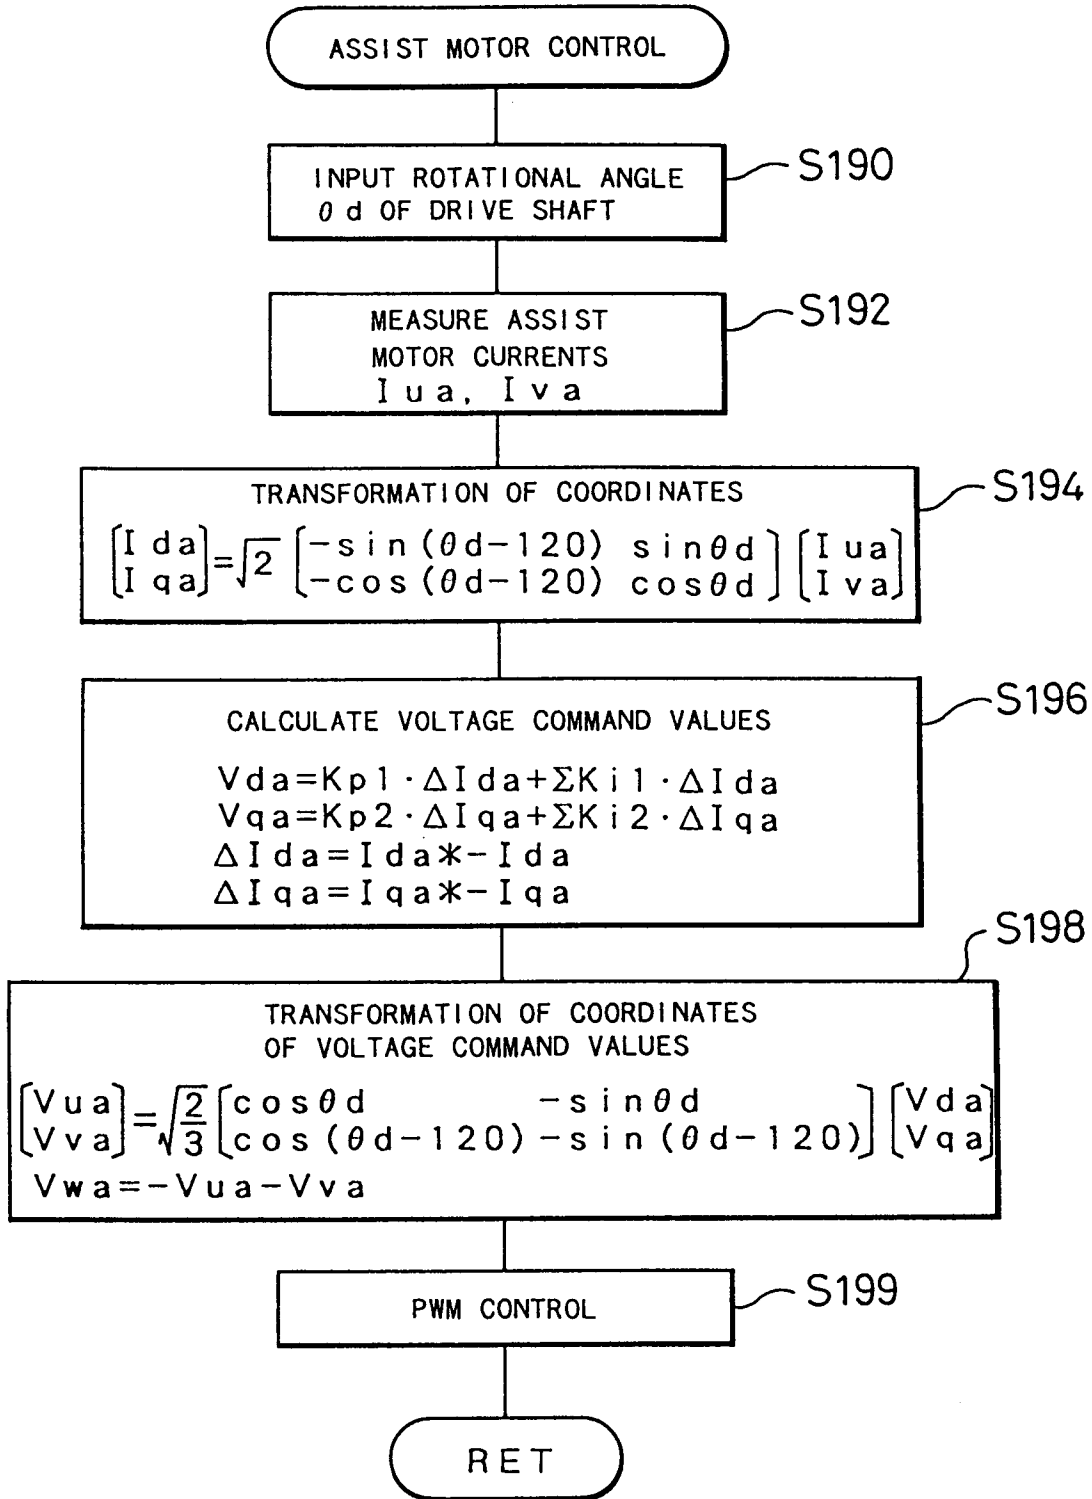 ASSIST MOTOR CONTROL
INPUT ROTATIONAL ANGLE
θd OF DRIVE SHAFT
S190
MEASURE ASSIST
MOTOR CURRENTS
Iua, Iva
S192
TRANSFORMATION OF COORDINATES
[Ida] = √2 [-sin(θd-120) sinθd] [Iua]
[Iqa] [-cos(θd-120) cosθd] [Iva]
S194
CALCULATE VOLTAGE COMMAND VALUES
Vda=Kp1·ΔIda+ΣKi1·ΔIda
Vqa=Kp2·ΔIqa+ΣKi2·ΔIqa
ΔIda=Ida*-Ida
ΔIqa=Iqa*-Iqa
S196
TRANSFORMATION OF COORDINATES
OF VOLTAGE COMMAND VALUES
[Vua] = √2/3 [cosθd -sinθd] [Vda]
[Vva] [cos(θd-120) -sin(θd-120)] [Vqa]
Vwa=-Vua-Vva
S198
PWM CONTROL
S199
RET